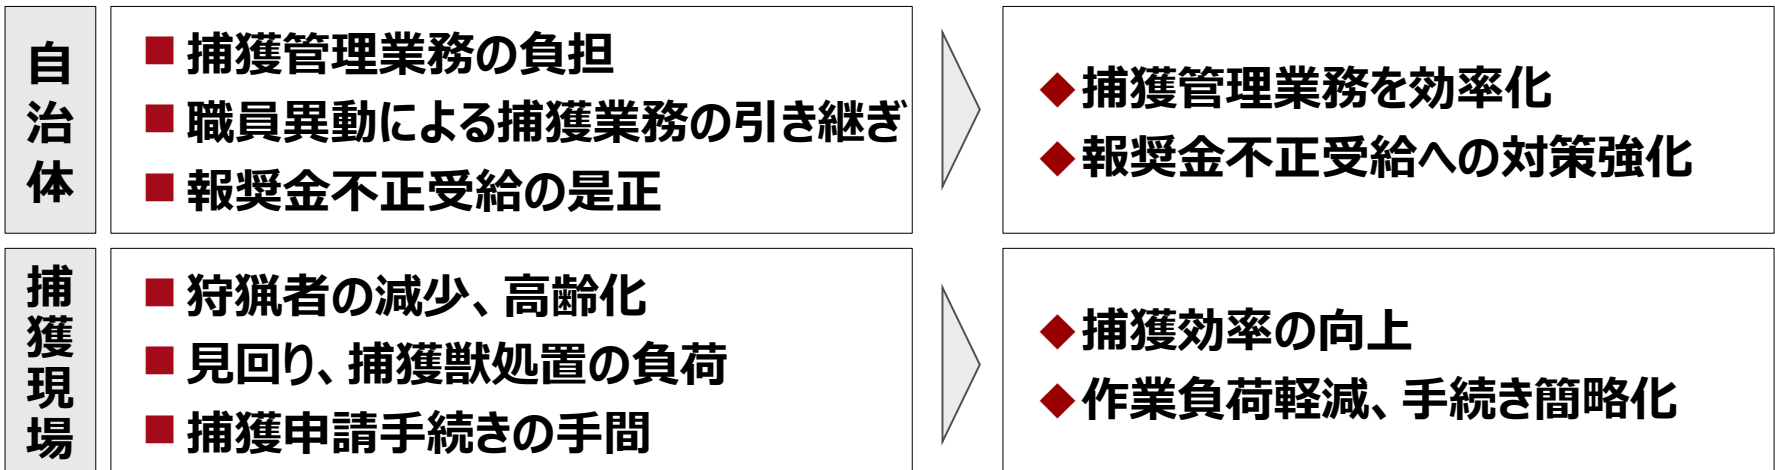 自治体
■ 捕獲管理業務の負担
■ 職員異動による捕獲業務の引き継ぎ
■ 報奨金不正受給の是正
◆捕獲管理業務を効率化
◆報奨金不正受給への対策強化
捕獲現場
■ 狩猟者の減少、高齢化
■ 見回り、捕獲獣処置の負荷
■ 捕獲申請手続きの手間
◆捕獲効率の向上
◆作業負荷軽減、手続き簡略化